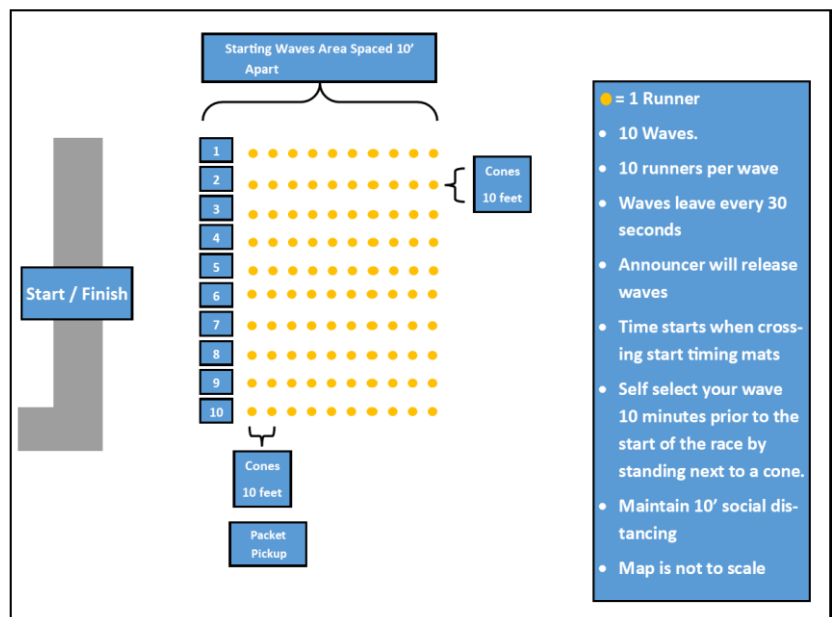 Starting Waves Area Spaced 10'
Apart
1
2
3
4
5
6
7
8
9
10
Cones
10 feet
Start / Finish
Cones
10 feet
Packet
Pickup
= 1 Runner
• 10 Waves.
• 10 runners per wave
• Waves leave every 30
seconds
• Announcer will release
waves
• Time starts when cross-
ing start timing mats
• Self select your wave
10 minutes prior to the
start of the race by
standing next to a cone.
• Maintain 10' social dis-
tancing
• Map is not to scale